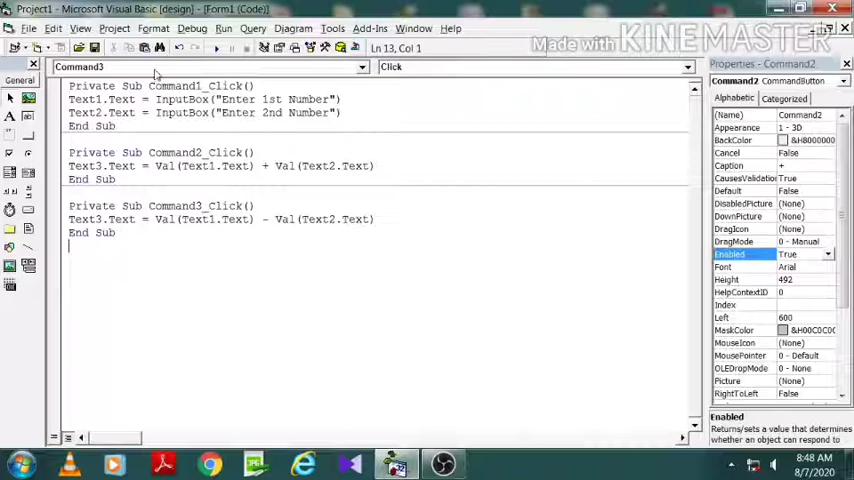 Project1 - Microsoft Visual Basic [design] - [Form1 (Code)]
File Edit View Project Format Debug Run Query Diagram Tools Add-Ins Window Help
Ln 13, Col 1
Made with KINEMASTER
General
Command3
Click
Private Sub Command1_Click()
Text1.Text = InputBox("Enter 1st Number")
Text2.Text = InputBox("Enter 2nd Number")
End Sub
Private Sub Command2_Click()
Text3.Text = Val(Text1.Text) + Val(Text2.Text)
End Sub
Private Sub Command3_Click()
Text3.Text = Val(Text1.Text) - Val(Text2.Text)
End Sub
Properties - Command2
Command2 CommandButton
Alphabetic Categorized
(Name) Command2
Appearance 1 - 3D
BackColor &H8000000
Cancel False
Caption +
CausesValidation True
Default False
DisabledPicture (None)
DownPicture (None)
DragIcon (None)
DragMode 0 - Manual
Enabled True
Font Arial
Height 492
HelpContextID 0
Index
Left 600
MaskColor &H00C0C0
MouseIcon (None)
MousePointer 0 - Default
OLEDropMode 0 - None
Picture (None)
RightToLeft False
Enabled
Returns/sets a value that determines
whether an object can respond to
8:48 AM
8/7/2020